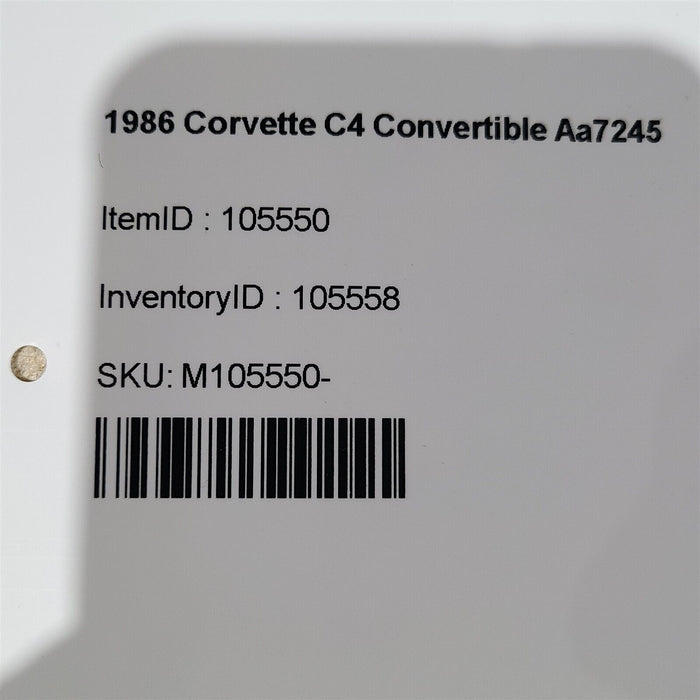 1986 Corvette C4 Convertible Aa7245
ItemID : 105550
InventoryID : 105558
SKU: M105550-